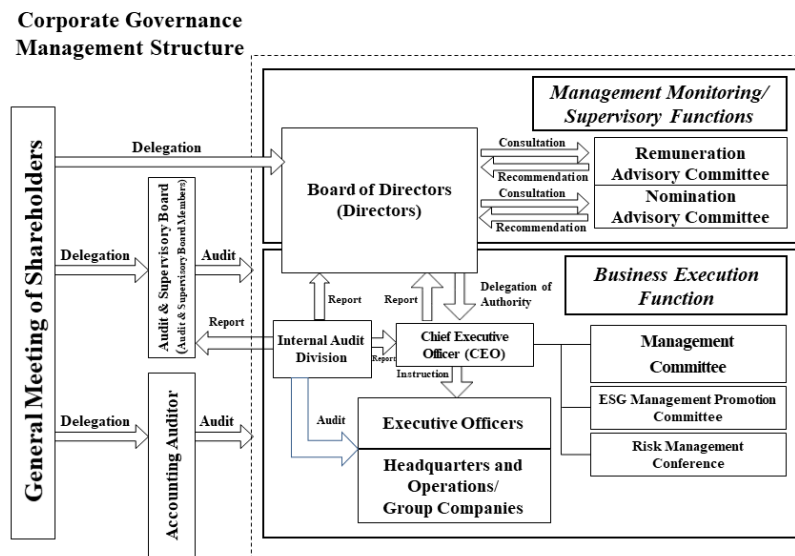 Corporate Governance
Management Structure
General Meeting of Shareholders
Delegation
Delegation
Delegation
Audit & Supervisory Board
(Audit & Supervisory Board Members)
Accounting Auditor
Audit
Report
Audit
Management Monitoring/
Supervisory Functions
Board of Directors
(Directors)
Consultation
Recommendation
Consultation
Recommendation
Remuneration
Advisory Committee
Nomination
Advisory Committee
Business Execution
Function
Report
Report
Delegation of
Authority
Internal Audit
Division
Report
Chief Executive
Officer (CEO)
Instruction
Audit
Executive Officers
Headquarters and
Operations/
Group Companies
Management
Committee
ESG Management Promotion
Committee
Risk Management
Conference